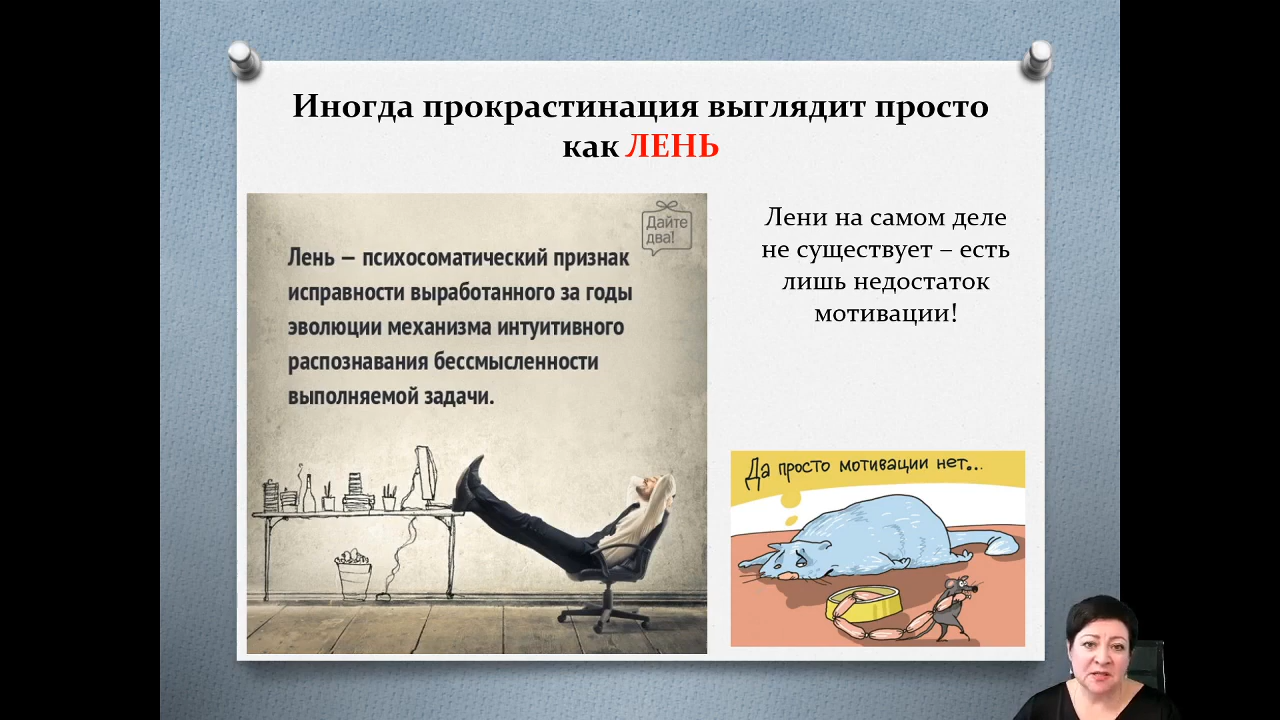 Иногда прокрастинация выглядит просто
как ЛЕНЬ
Дайте
два!
Лень — психосоматический признак
исправности выработанного за годы
эволюции механизма интуитивного
распознавания бессмысленности
выполняемой задачи.
Лени на самом деле
не существует – есть
лишь недостаток
мотивации!
Да просто мотивации нет...